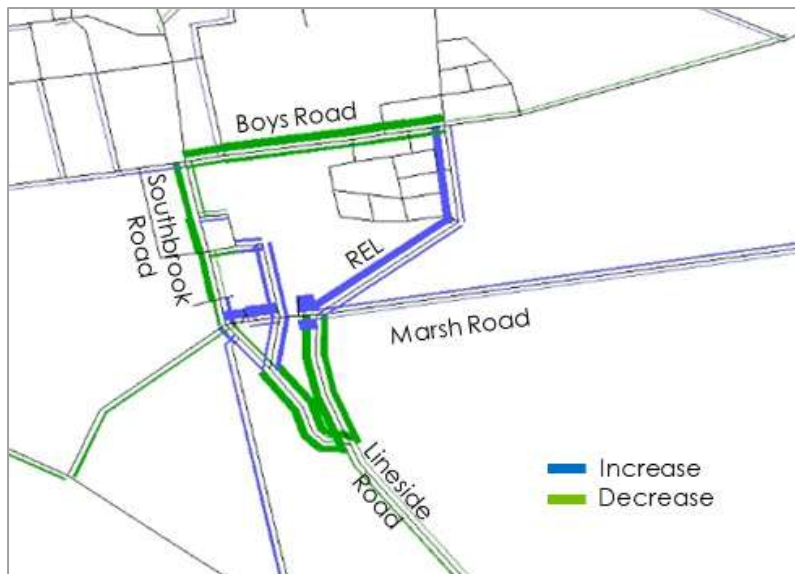 Boys Road
Southbrook
Road
REL
Marsh Road
Lineside
Road
Increase
Decrease